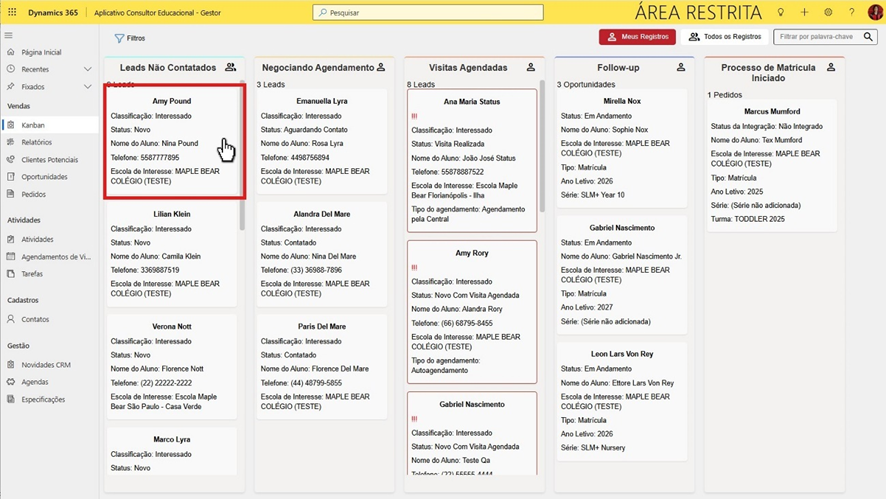 Dynamics 365
Aplicativo Consultor Educacional - Gestor
Pesquisar
ÁREA RESTRITA
Filtros
Meus Registros
Todos os Registros
Filtrar por palavra-chave
Página Inicial
Recentes
Fixados
Vendas
Kanban
Relatórios
Clientes Potenciais
Oportunidades
Pedidos
Atividades
Atividades
Agendamentos de Vi...
Tarefas
Cadastros
Contatos
Gestão
Novidades CRM
Agendas
Especificações
Leads Não Contatados
Leads
Amy Pound
Classificação: Interessado
Status: Novo
Nome do Aluno: Nina Pound
Telefone: 5587777895
Escola de Interesse: MAPLE BEAR
COLÉGIO (TESTE)
Lilian Klein
Classificação: Interessado
Status: Novo
Nome do Aluno: Camila Klein
Telefone: 3369887519
Escola de Interesse: MAPLE BEAR
COLÉGIO (TESTE)
Verona Nott
Classificação: Interessado
Status: Novo
Nome do Aluno: Florence Nott
Telefone: (22) 22222-2222
Escola de Interesse: Escola Maple
Bear São Paulo - Casa Verde
Marco Lyra
Classificação: Interessado
Status: Novo
Negociando Agendamento
3 Leads
Emanuella Lyra
Classificação: Interessado
Status: Aguardando Contato
Nome do Aluno: Rosa Lyra
Telefone: 4498756894
Escola de Interesse: MAPLE BEAR
COLÉGIO (TESTE)
Alandra Del Mare
Classificação: Interessado
Status: Contatado
Nome do Aluno: Nina Del Mare
Telefone: (33) 36988-7896
Escola de Interesse: MAPLE BEAR
COLÉGIO (TESTE)
Paris Del Mare
Classificação: Interessado
Status: Contatado
Nome do Aluno: Florence Del Mare
Telefone: (44) 48799-5855
Escola de Interesse: MAPLE BEAR
COLÉGIO (TESTE)
Visitas Agendadas
8 Leads
Ana Maria Status
!!!
Classificação: Interessado
Status: Visita Realizada
Nome do Aluno: João José Status
Telefone: 55878887522
Escola de Interesse: Escola Maple
Bear Florianópolis - Ilha
Tipo do agendamento: Agendamento
pela Central
Amy Rory
!!!
Classificação: Interessado
Status: Novo Com Visita Agendada
Nome do Aluno: Alandra Rory
Telefone: (66) 68795-8455
Escola de Interesse: MAPLE BEAR
COLÉGIO (TESTE)
Tipo do agendamento:
Autoagendamento
Gabriel Nascimento
!!!
Classificação: Interessado
Status: Novo Com Visita Agendada
Nome do Aluno: Teste Qa
Follow-up
3 Oportunidades
Mirella Nox
Status: Em Andamento
Nome do Aluno: Sophie Nox
Escola de Interesse: MAPLE BEAR
COLÉGIO (TESTE)
Tipo: Matrícula
Ano Letivo: 2026
Série: SLM+ Year 10
Gabriel Nascimento
Status: Em Andamento
Nome do Aluno: Gabriel Nascimento Jr.
Escola de Interesse: MAPLE BEAR
COLÉGIO (TESTE)
Tipo: Matrícula
Ano Letivo: 2027
Série: (Série não adicionada)
Leon Lars Von Rey
Status: Em Andamento
Nome do Aluno: Ettore Lars Von Rey
Escola de Interesse: MAPLE BEAR
COLÉGIO (TESTE)
Tipo: Matrícula
Ano Letivo: 2026
Série: SLM+ Nursery
Processo de Matrícula
Iniciado
1 Pedidos
Marcus Mumford
Status da Integração: Não Integrado
Nome do Aluno: Tex Mumford
Escola de Interesse: MAPLE BEAR
COLÉGIO (TESTE)
Tipo: Matrícula
Ano Letivo: 2025
Série: (Série não adicionada)
Turma: TODDLER 2025